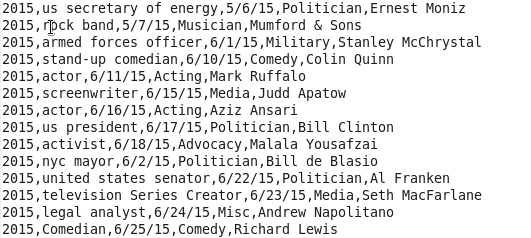 2015,us secretary of energy,5/6/15,Politician,Ernest Moniz
2015,rock band,5/7/15,Musician,Mumford & Sons
2015,armed forces officer,6/1/15,Military,Stanley McChrystal
2015,stand-up comedian,6/10/15,Comedy,Colin Quinn
2015,actor,6/11/15,Acting,Mark Ruffalo
2015,screenwriter,6/15/15,Media,Judd Apatow
2015,actor,6/16/15,Acting,Aziz Ansari
2015,us president,6/17/15,Politician,Bill Clinton
2015,activist,6/18/15,Advocacy,Malala Yousafzai
2015,nyc mayor,6/2/15,Politician,Bill de Blasio
2015,united states senator,6/22/15,Politician,Al Franken
2015,television Series Creator,6/23/15,Media,Seth MacFarlane
2015,legal analyst,6/24/15,Misc,Andrew Napolitano
2015,Comedian,6/25/15,Comedy,Richard Lewis